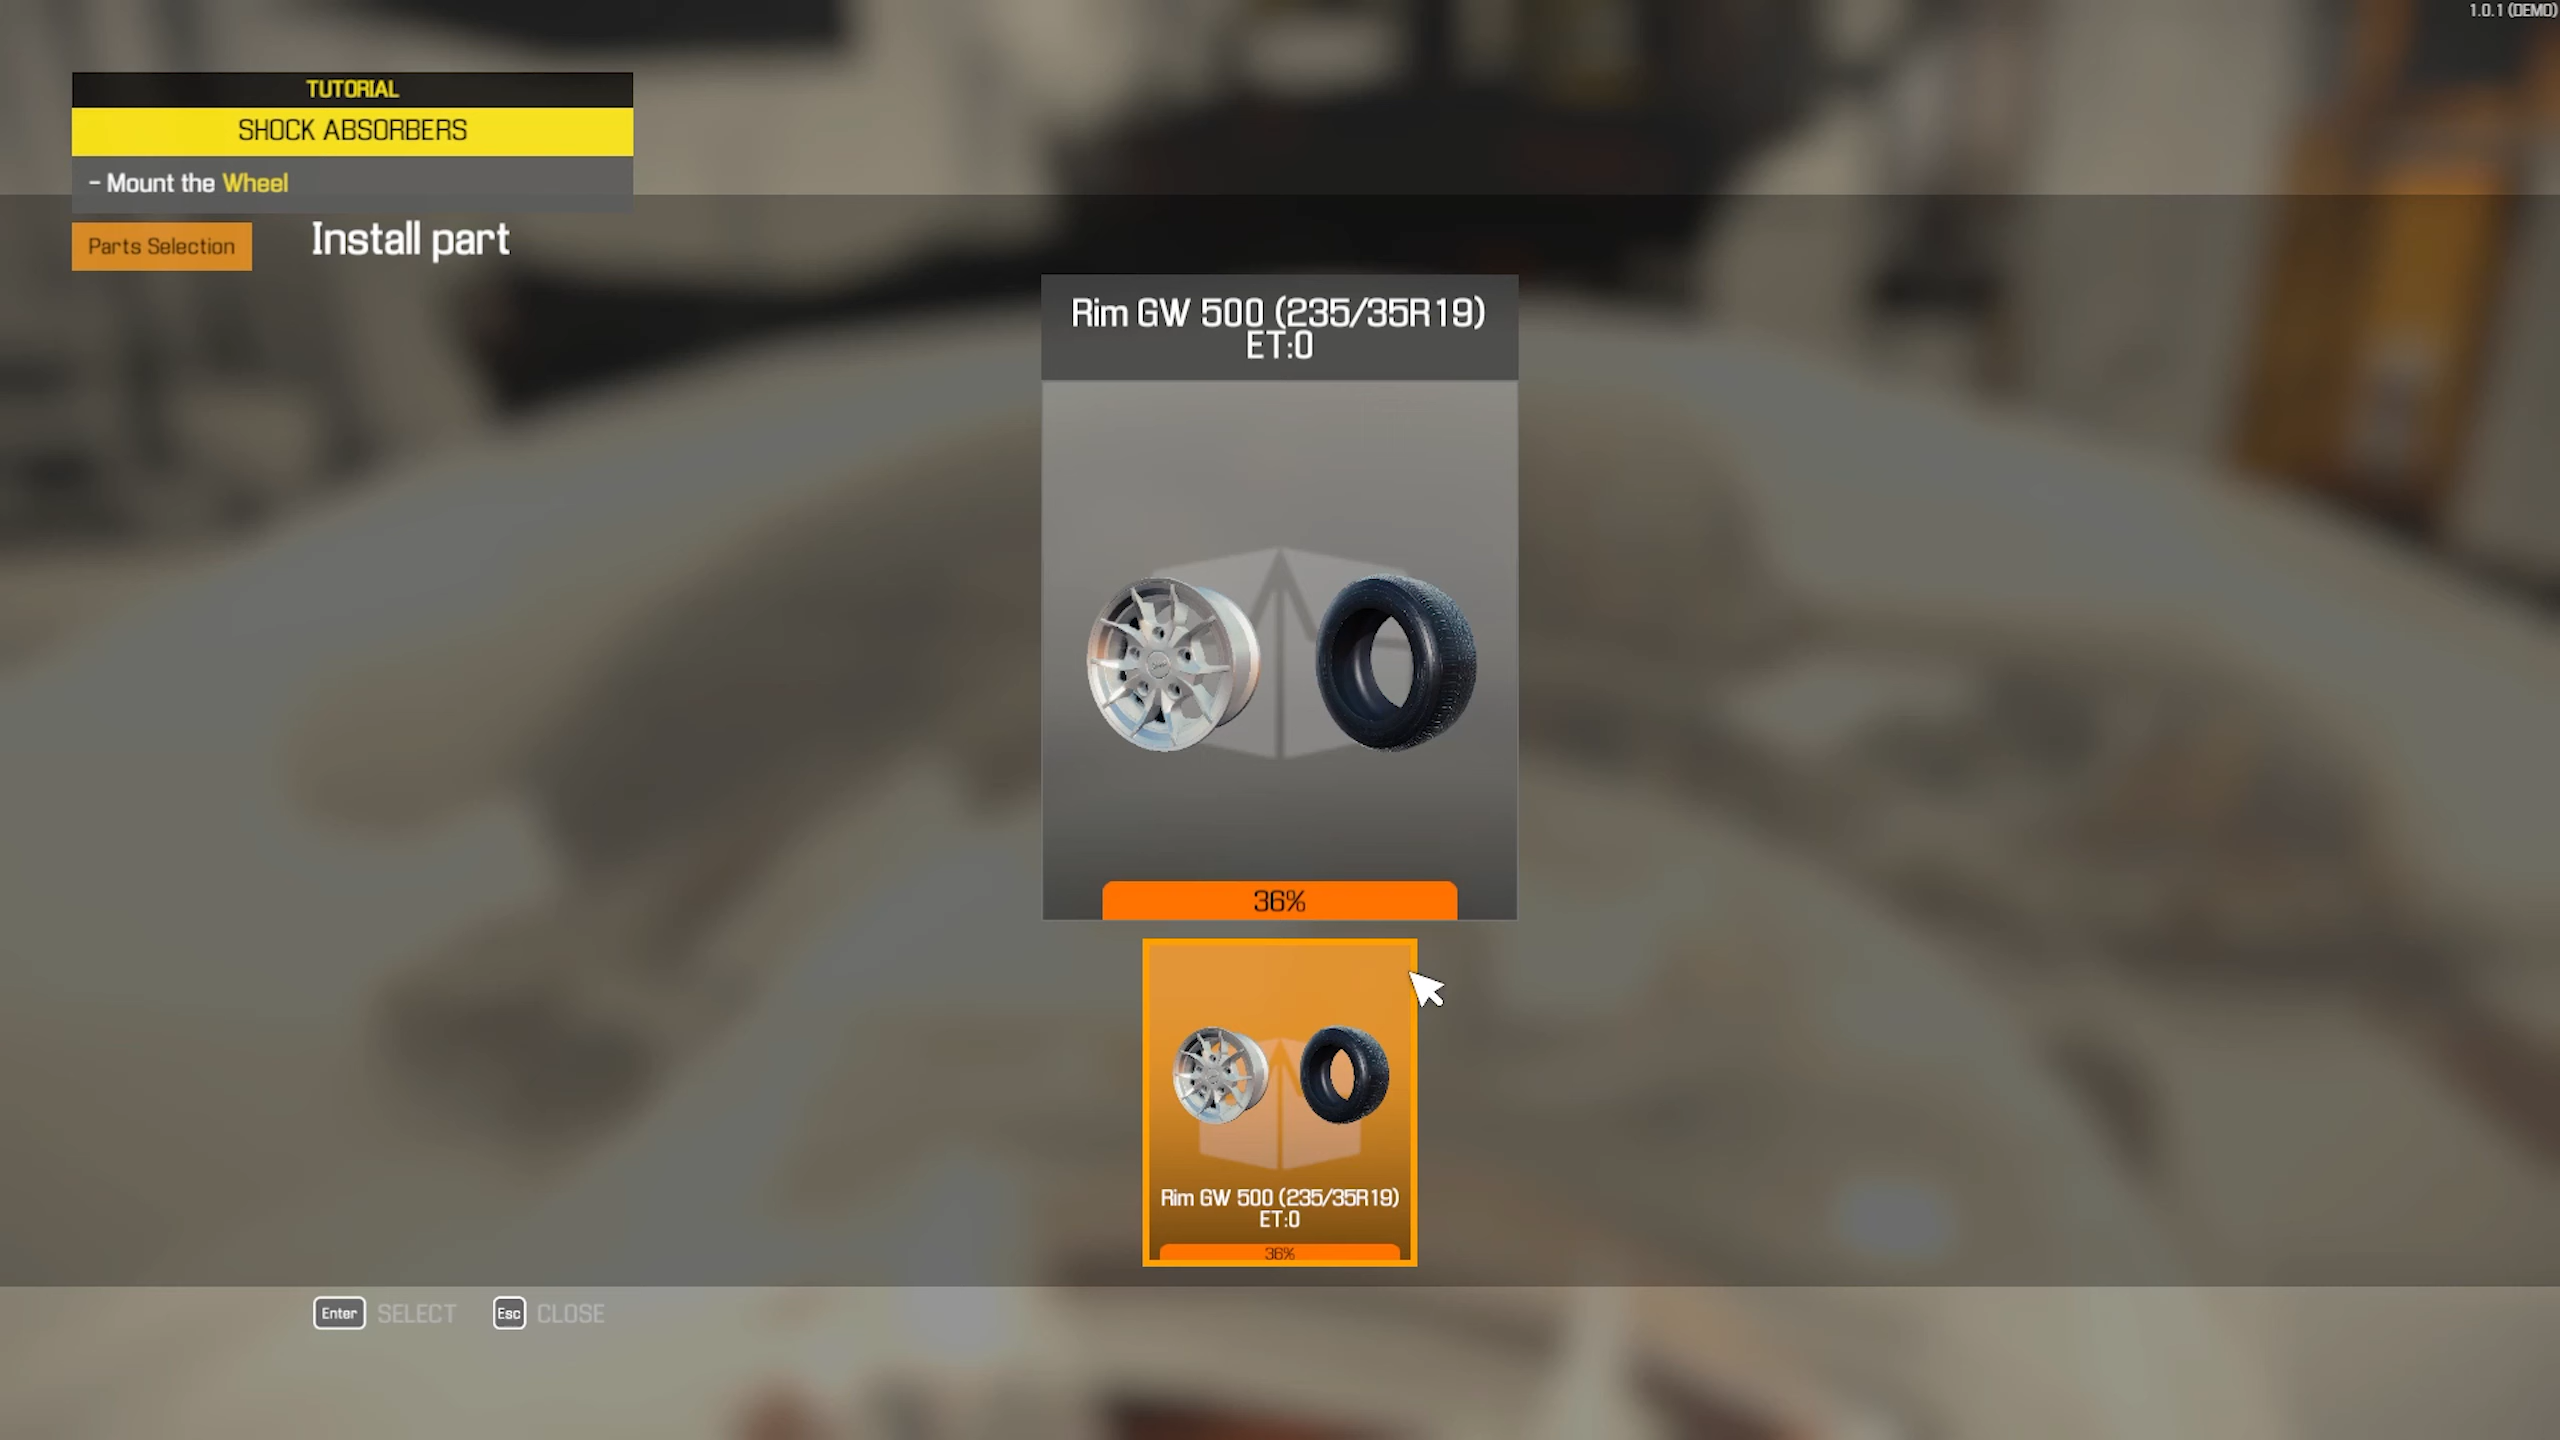 1.0.1 (DEMO)
TUTORIAL
SHOCK ABSORBERS
- Mount the Wheel
Parts Selection
Install part
Rim GW 500 (235/35R19)
ET:0
36%
Rim GW 500 (235/35R19)
ET:0
36%
Enter SELECT Esc CLOSE